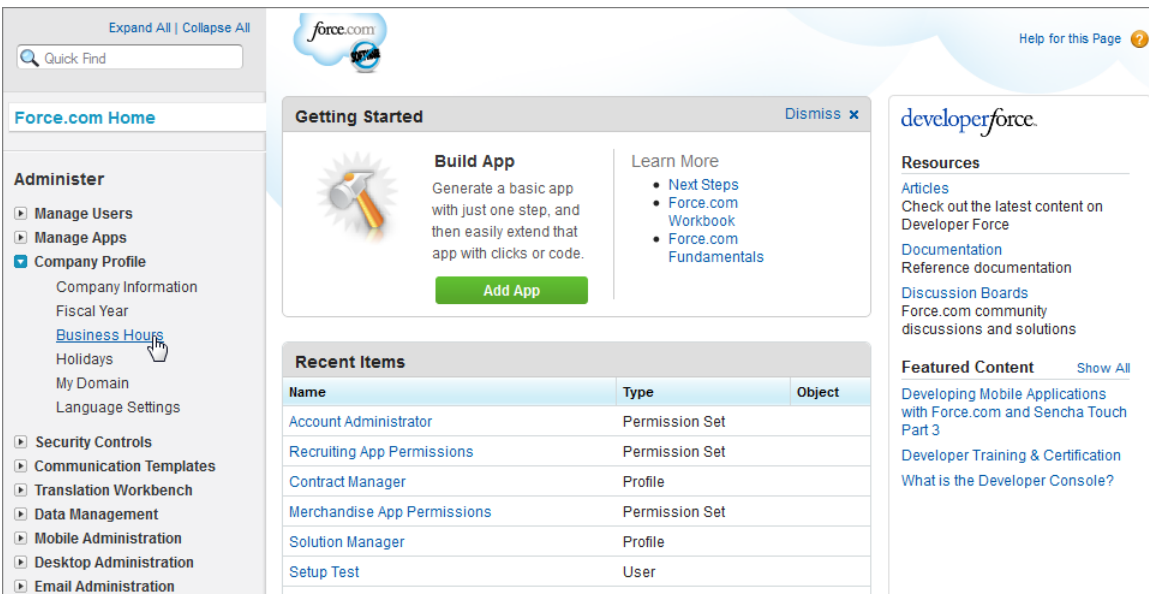 Expand All | Collapse All
Quick Find
Force.com Home
Administer
Manage Users
Manage Apps
Company Profile
Company Information
Fiscal Year
Business Hours
Holidays
My Domain
Language Settings
Security Controls
Communication Templates
Translation Workbench
Data Management
Mobile Administration
Desktop Administration
Email Administration
force.com
SOFTWARE
Help for this Page ?
Getting Started
Dismiss x
Build App
Generate a basic app
with just one step, and
then easily extend that
app with clicks or code.
Add App
Learn More
• Next Steps
• Force.com
Workbook
• Force.com
Fundamentals
Recent Items
Name Type Object
Account Administrator Permission Set
Recruiting App Permissions Permission Set
Contract Manager Profile
Merchandise App Permissions Permission Set
Solution Manager Profile
Setup Test User
developerforce.
Resources
Articles
Check out the latest content on
Developer Force
Documentation
Reference documentation
Discussion Boards
Force.com community
discussions and solutions
Featured Content Show All
Developing Mobile Applications
with Force.com and Sencha Touch
Part 3
Developer Training & Certification
What is the Developer Console?